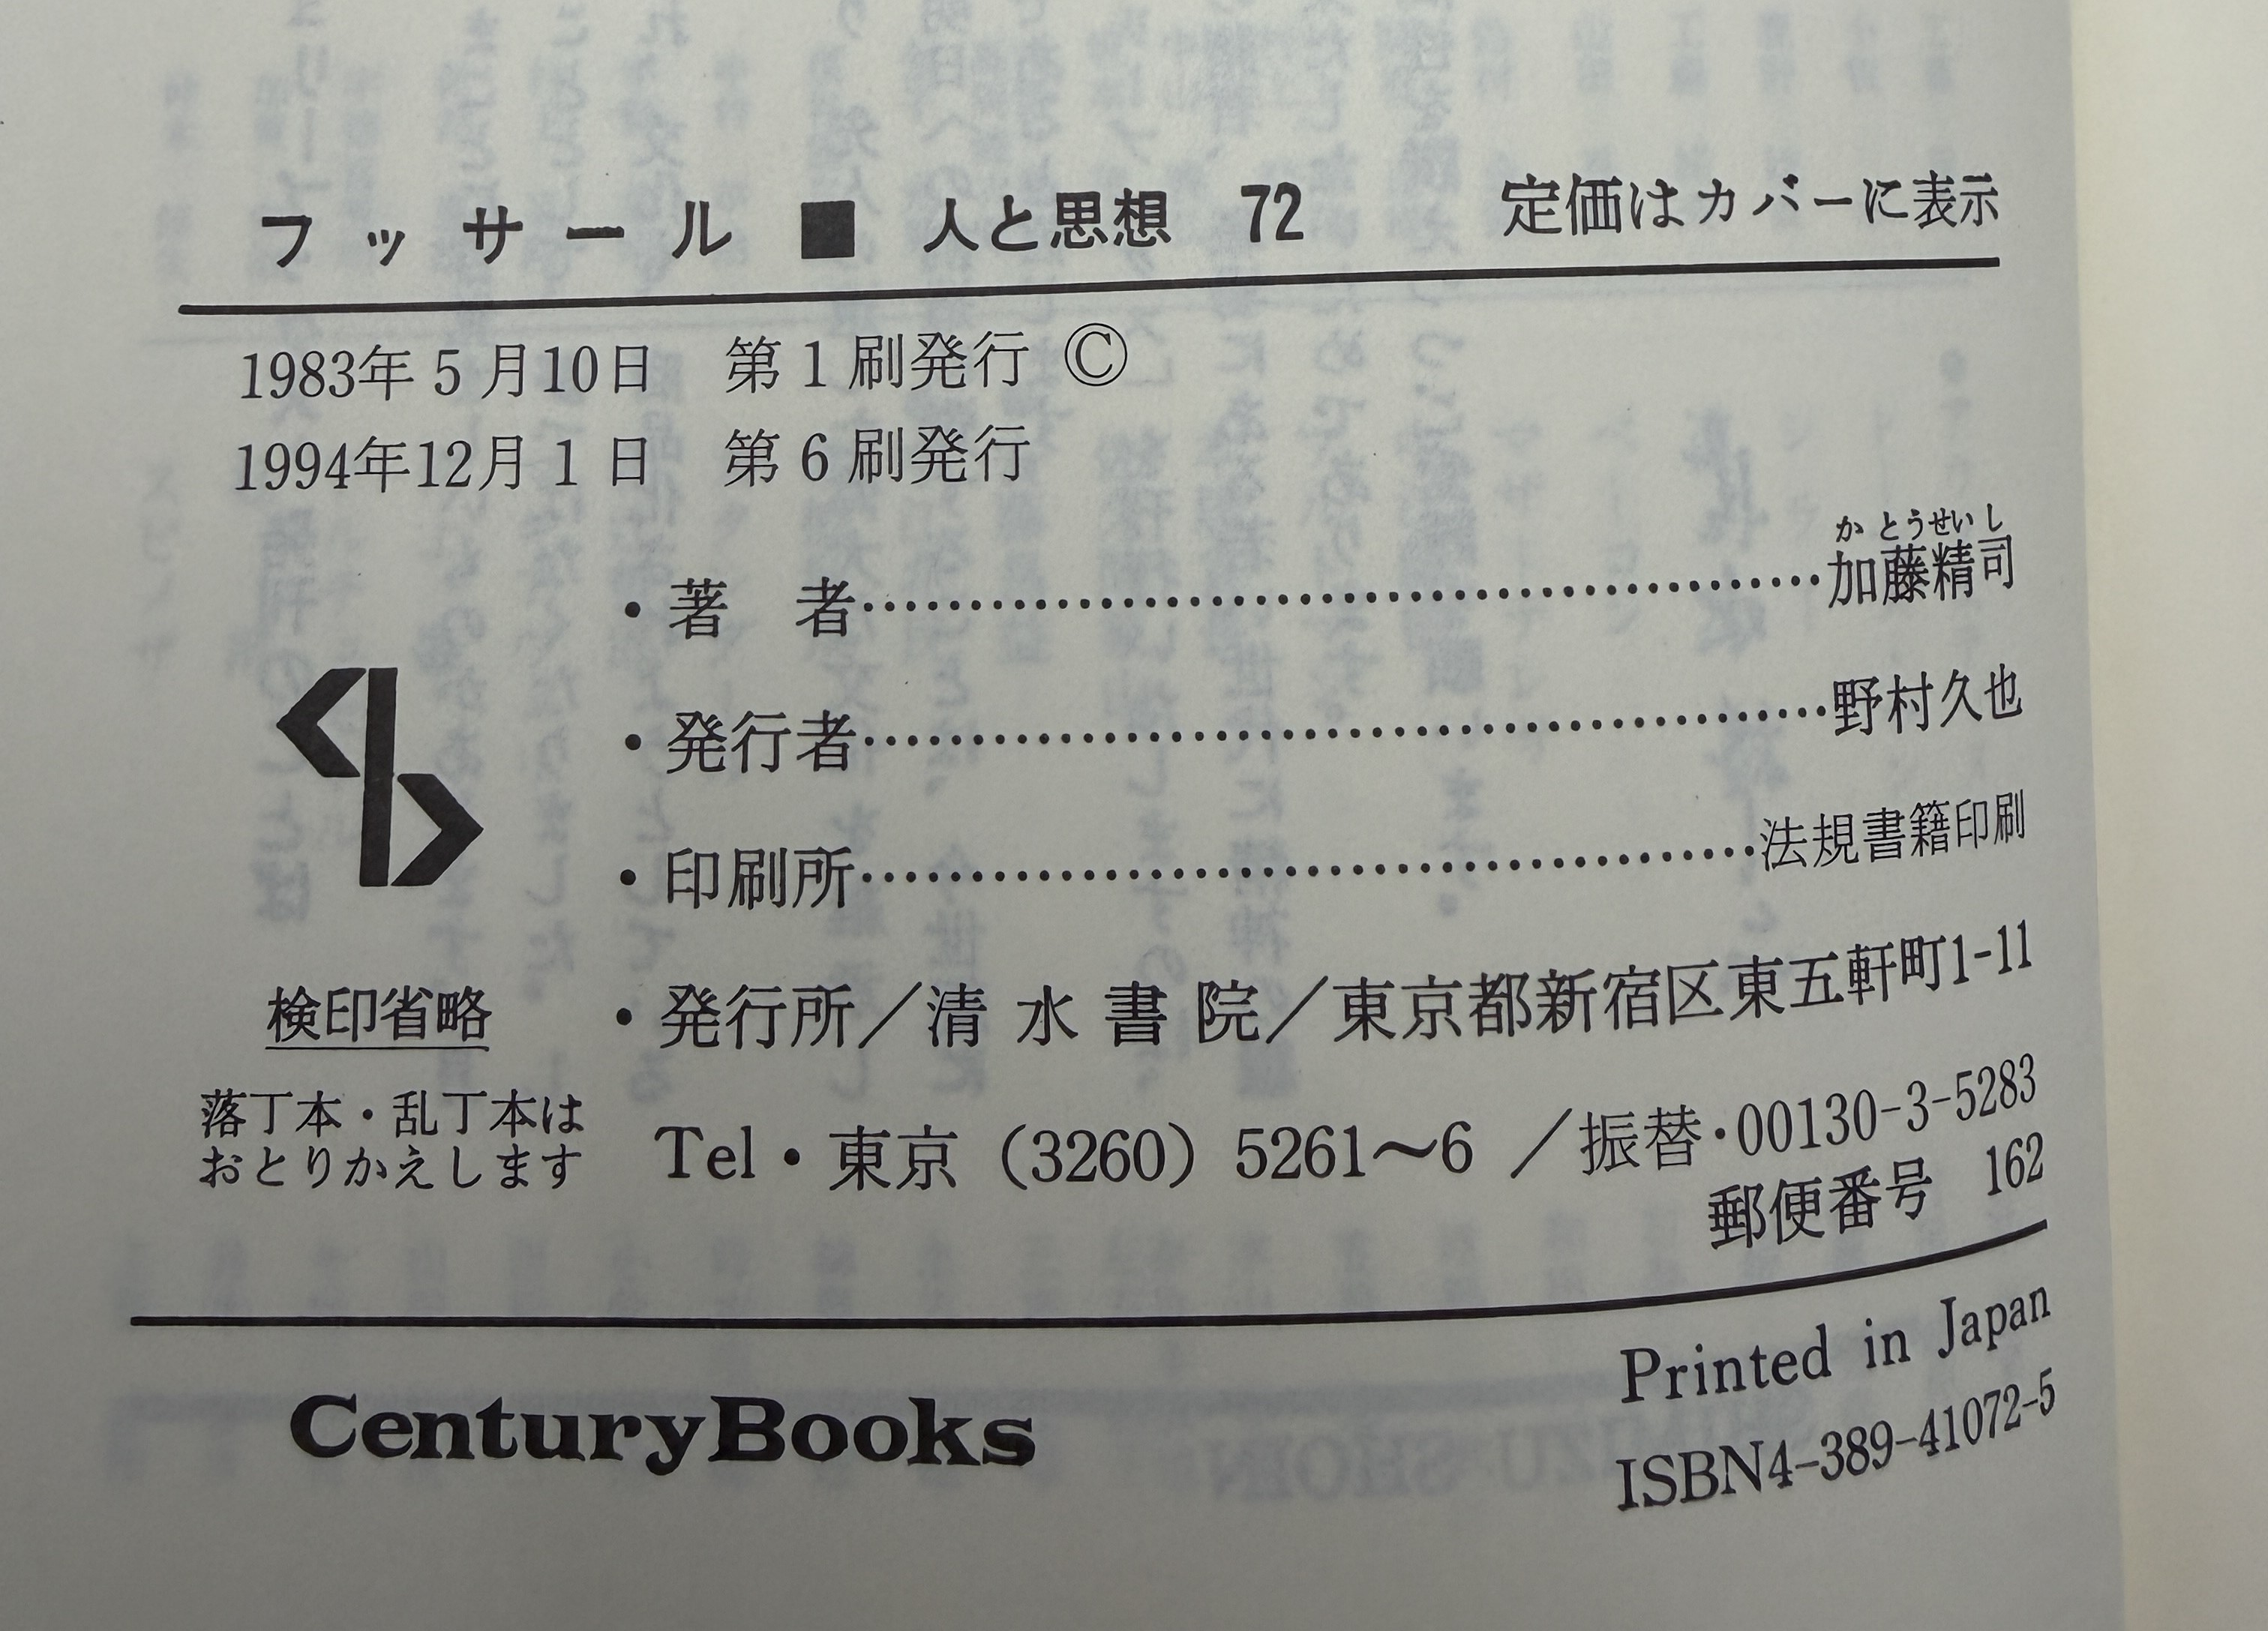 フッサール ■ 人と思想 72 定価はカバーに表示
1983年5月10日 第1刷発行 ©
1994年12月1日 第6刷発行
かとうせいし
・著 者……………………………加藤精司
・発行者……………………………野村久也
・印刷所……………………………法規書籍印刷
検印省略
・発行所／清水書院／東京都新宿区東五軒町1-11
落丁本・乱丁本は
おとりかえします
Tel・東京（3260）5261〜6 ／振替・00130-3-5283
郵便番号 162
Printed in Japan
CenturyBooks
ISBN4-389-41072-5